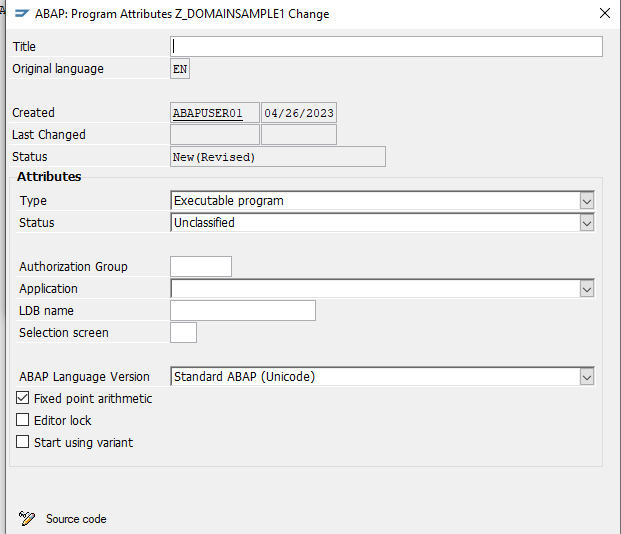 A
ABAP: Program Attributes Z_DOMAINSAMPLE1 Change
Title
Original language EN
Created ABAPUSER01 04/26/2023
Last Changed
Status New(Revised)
Attributes
Type Executable program
Status Unclassified
Authorization Group
Application
LDB name
Selection screen
ABAP Language Version Standard ABAP (Unicode)
Fixed point arithmetic
Editor lock
Start using variant
Source code